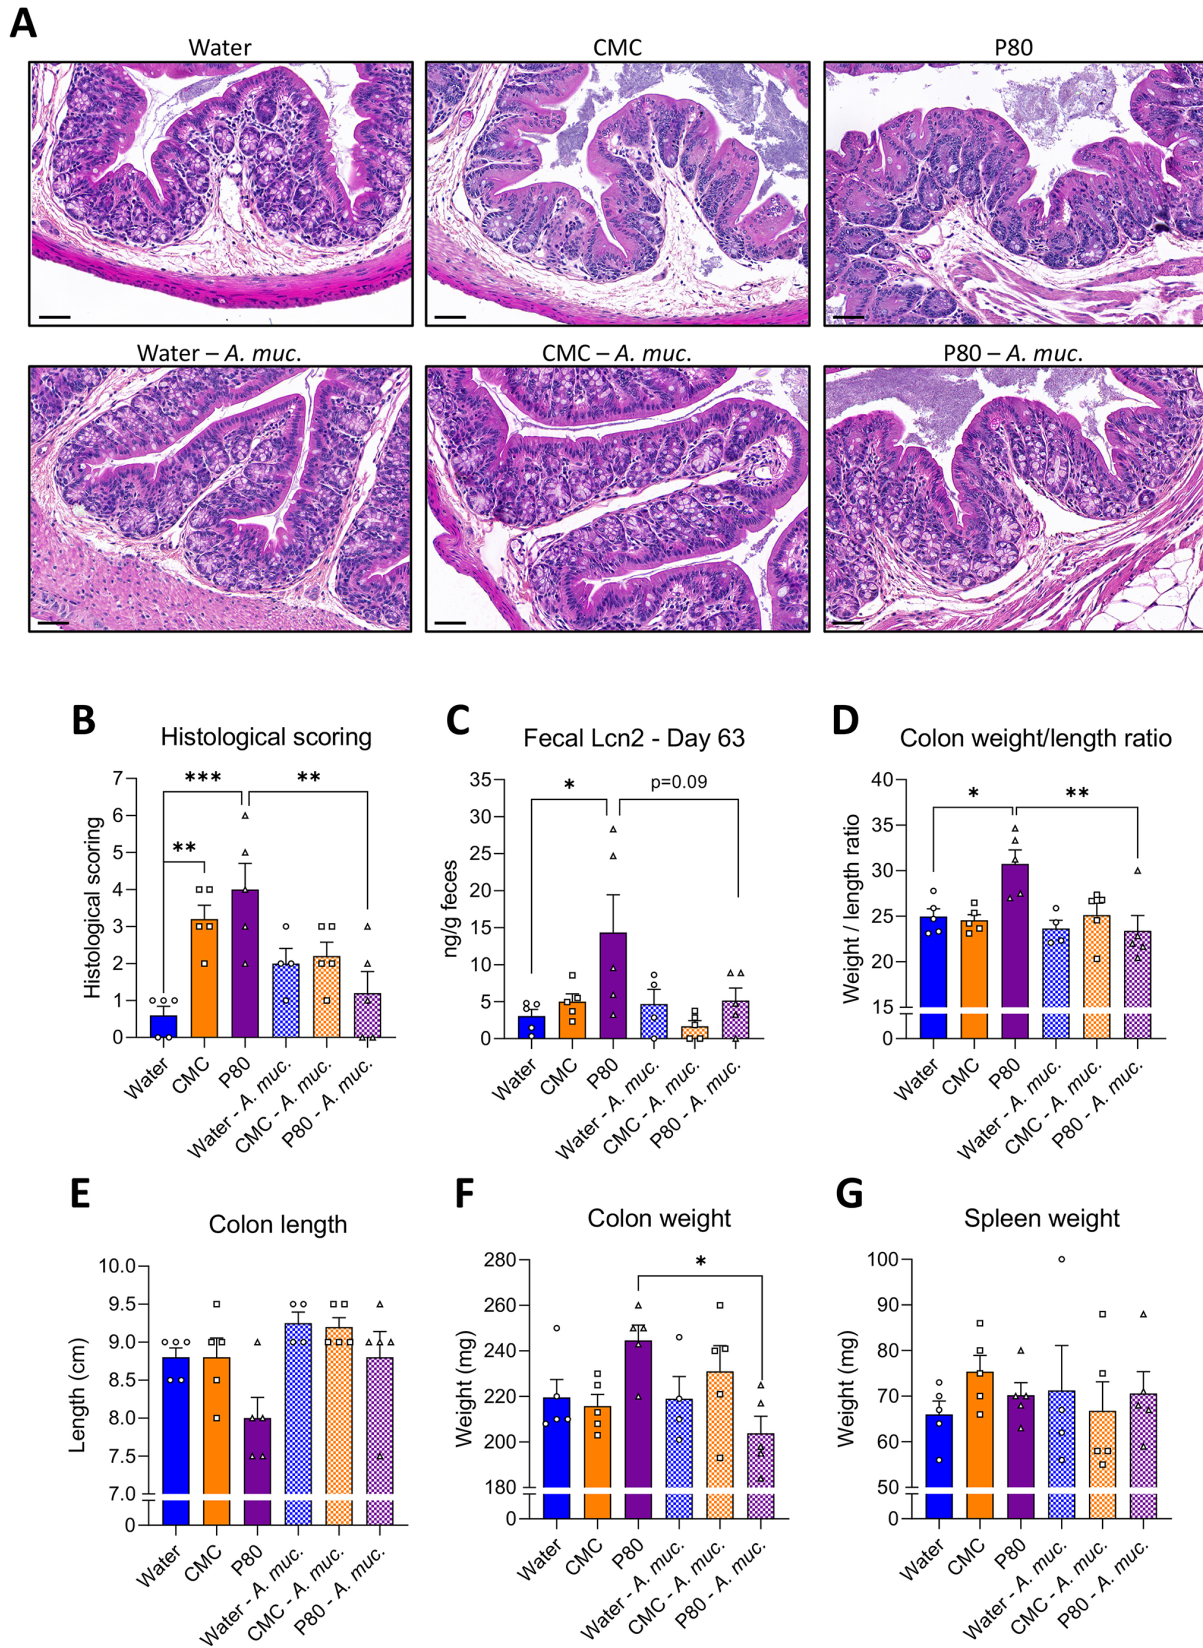 A
Water
CMC
P80
Water – A. muc.
CMC – A. muc.
P80 – A. muc.
B
Histological scoring
Histological scoring
7
6
5
4
3
2
1
0
***
**
**
Water
CMC
P80
Water - A. muc.
CMC - A. muc.
P80 - A. muc.
C
Fecal Lcn2 - Day 63
ng/g feces
35
30
25
20
15
10
5
0
*
p=0.09
Water
CMC
P80
Water - A. muc.
CMC - A. muc.
P80 - A. muc.
D
Colon weight/length ratio
Weight / length ratio
40
35
30
25
20
15
0
*
**
Water
CMC
P80
Water - A. muc.
CMC - A. muc.
P80 - A. muc.
E
Colon length
Length (cm)
10.0
9.5
9.0
8.5
8.0
7.5
7.0
0
Water
CMC
P80
Water - A. muc.
CMC - A. muc.
P80 - A. muc.
F
Colon weight
Weight (mg)
280
260
240
220
200
180
0
*
Water
CMC
P80
Water - A. muc.
CMC - A. muc.
P80 - A. muc.
G
Spleen weight
Weight (mg)
100
90
80
70
60
50
0
Water
CMC
P80
Water - A. muc.
CMC - A. muc.
P80 - A. muc.